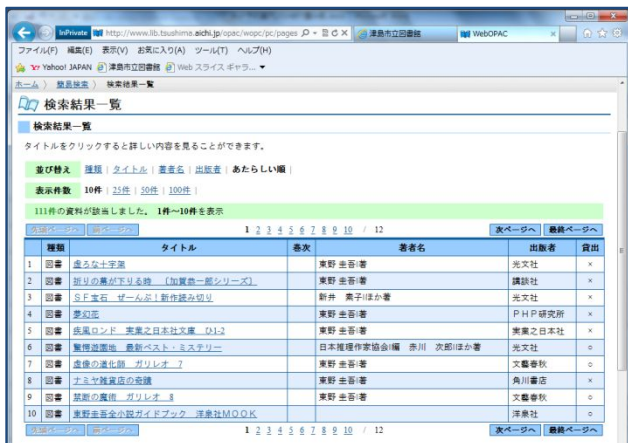 InPrivate http://www.lib.tsushima.aichi.jp/opac/wopc/pc/pages
津島市立図書館
WebOPAC
ファイル(F) 編集(E) 表示(V) お気に入り(A) ツール(T) ヘルプ(H)
Yahoo! JAPAN 津島市立図書館 Web スライス ギャラ...
ホーム 〉 簡易検索 〉 検索結果一覧
検索結果一覧
検索結果一覧
タイトルをクリックすると詳しい内容を見ることができます。
並び替え 種類 | タイトル | 著者名 | 出版者 | あたらしい順 |
表示件数 10件 | 25件 | 50件 | 100件 |
111件の資料が該当しました。 1件～10件を表示
先頭ページへ 前ページへ 1 2 3 4 5 6 7 8 9 10 / 12 次ページへ 最終ページへ
種類 タイトル 巻次 著者名 出版者 貸出
1 図書 虚ろな十字架 東野 圭吾‖著 光文社 ×
2 図書 祈りの幕が下りる時 〔加賀恭一郎シリーズ〕 東野 圭吾‖著 講談社 ×
3 図書 SF宝石 ぜーんぶ！新作読み切り 新井 素子‖ほか著 光文社 ×
4 図書 夢幻花 東野 圭吾‖著 PHP研究所 ×
5 図書 疾風ロンド 実業之日本社文庫 ひ1-2 東野 圭吾‖著 実業之日本社 ×
6 図書 驚愕遊園地 最新ベスト・ミステリー 日本推理作家協会‖編 赤川 次郎‖ほか著 光文社 ○
7 図書 虚像の道化師 ガリレオ 7 東野 圭吾‖著 文藝春秋 ○
8 図書 ナミヤ雑貨店の奇蹟 東野 圭吾‖著 角川書店 ×
9 図書 禁断の魔術 ガリレオ 8 東野 圭吾‖著 文藝春秋 ○
10 図書 東野圭吾全小説ガイドブック 洋泉社MOOK 洋泉社 ○
先頭ページへ 前ページへ 1 2 3 4 5 6 7 8 9 10 / 12 次ページへ 最終ページへ